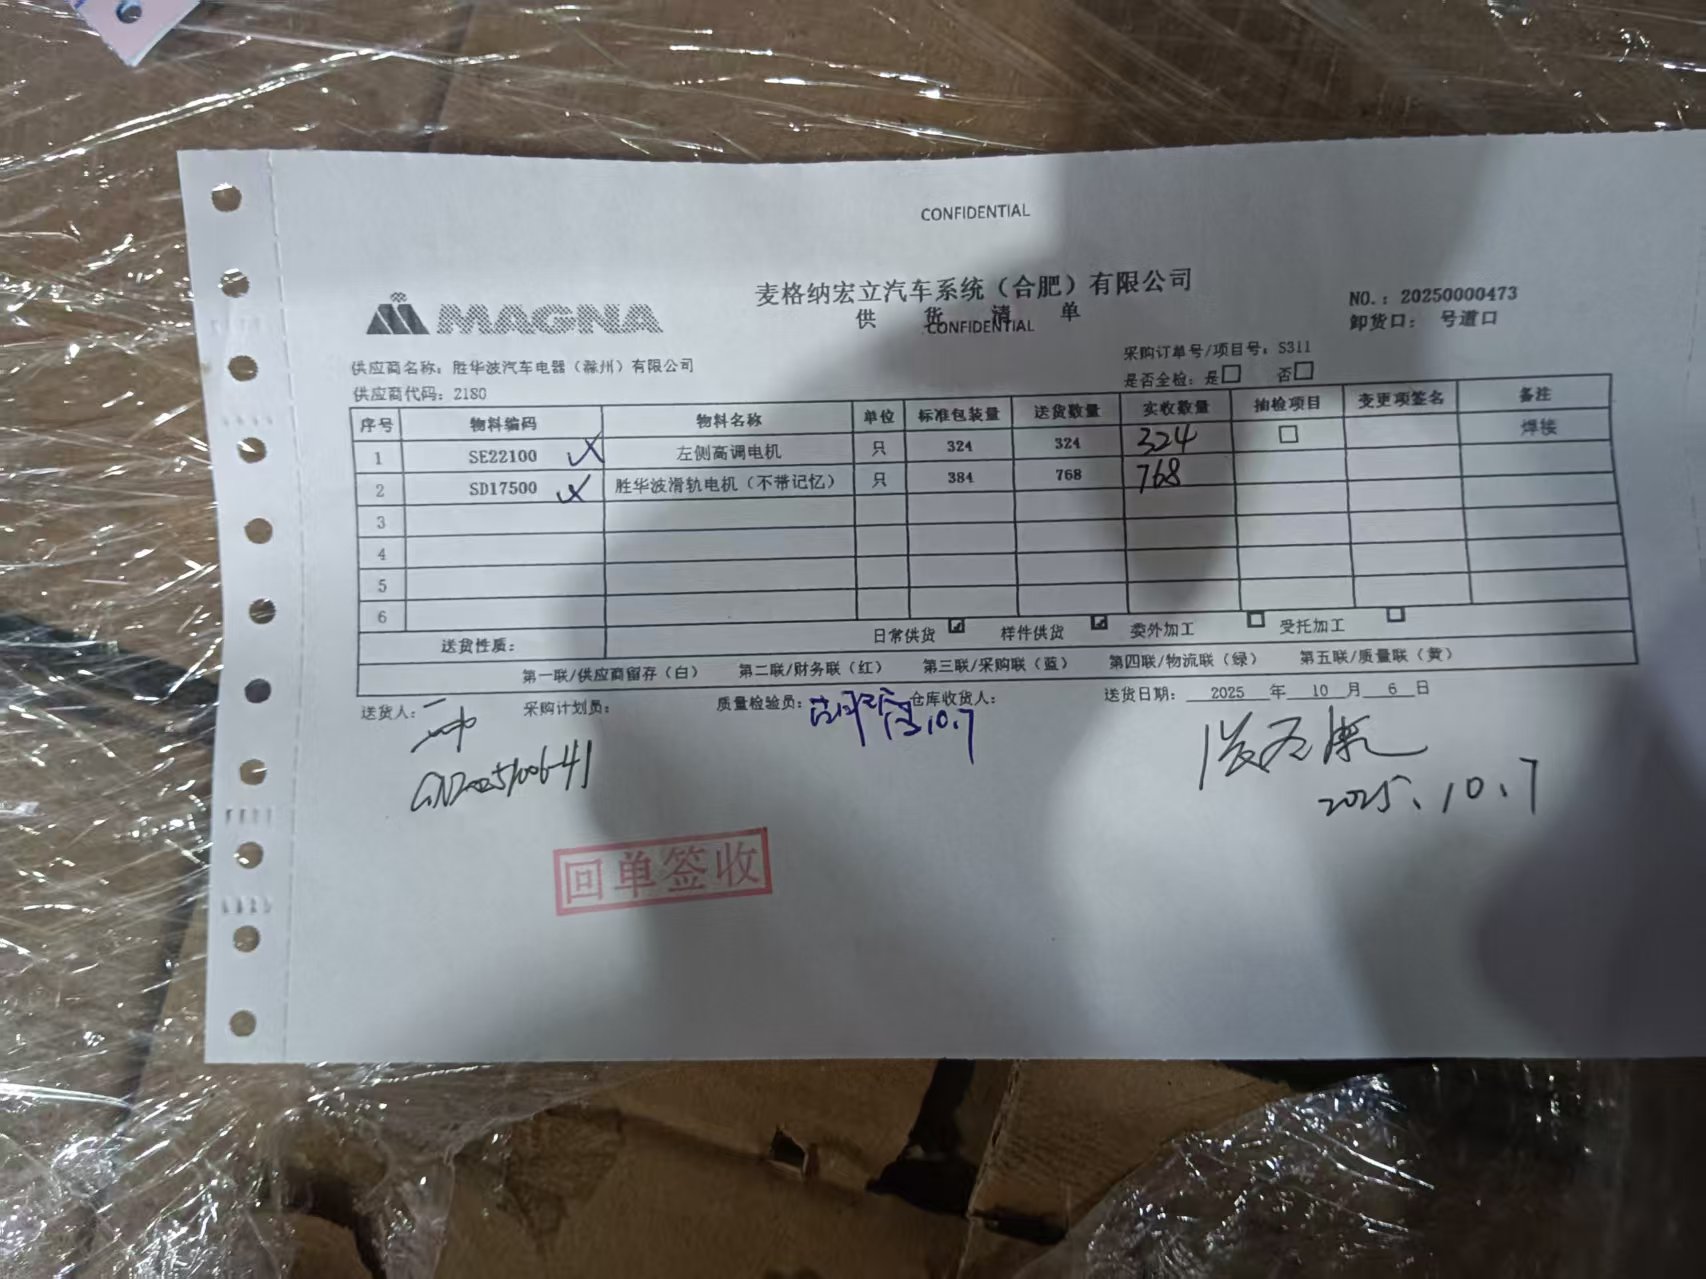 CONFIDENTIAL
MAGNA
麦格纳宏立汽车系统（合肥）有限公司
供 货 清 单
CONFIDENTIAL
NO.：20250000473
卸货口： 号道口
供应商名称：胜华波汽车电器（滁州）有限公司
采购订单号/项目号：S311
供应商代码：2180
是否全检：是□ 否□
序号 物料编码 物料名称 单位 标准包装量 送货数量 实收数量 抽检项目 变更项签名 备注
1 SE22100 左侧高调电机 只 324 324 324 □ 焊接
2 SD17500 胜华波滑轨电机（不带记忆） 只 384 768 768
3
4
5
6
送货性质： 日常供货 ☑ 样件供货 ☑ 委外加工 □ 受托加工 □
第一联/供应商留存（白） 第二联/财务联（红） 第三联/采购联（蓝） 第四联/物流联（绿） 第五联/质量联（黄）
送货人： 采购计划员： 质量检验员： 10.7 仓库收货人： 送货日期： 2025 年 10 月 6 日
2025.10.7
回单签收